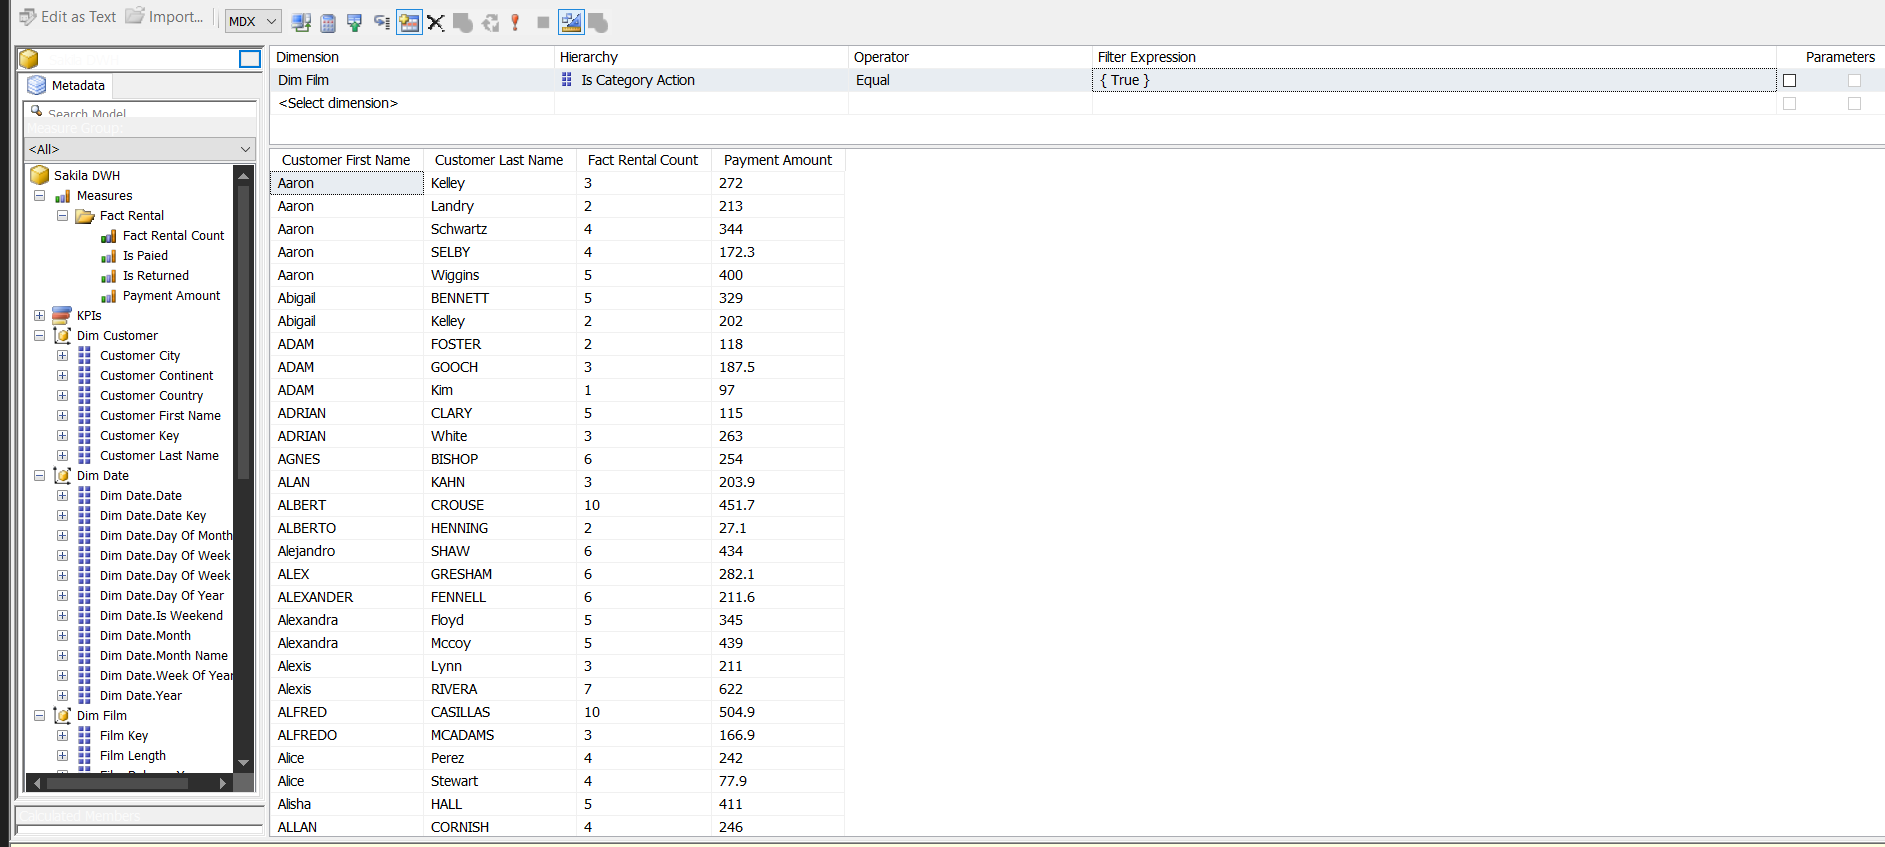 Edit as Text Import... MDX
Metadata
Search Model
Measure Group:
<All>
Sakila DWH
Measures
Fact Rental
Fact Rental Count
Is Paied
Is Returned
Payment Amount
KPIs
Dim Customer
Customer City
Customer Continent
Customer Country
Customer First Name
Customer Key
Customer Last Name
Dim Date
Dim Date.Date
Dim Date.Date Key
Dim Date.Day Of Month
Dim Date.Day Of Week
Dim Date.Day Of Week
Dim Date.Day Of Year
Dim Date.Is Weekend
Dim Date.Month
Dim Date.Month Name
Dim Date.Week Of Year
Dim Date.Year
Dim Film
Film Key
Film Length
Calculated Members
Dimension Hierarchy Operator Filter Expression Parameters
Dim Film Is Category Action Equal { True }
<Select dimension>
Customer First Name Customer Last Name Fact Rental Count Payment Amount
Aaron Kelley 3 272
Aaron Landry 2 213
Aaron Schwartz 4 344
Aaron SELBY 4 172.3
Aaron Wiggins 5 400
Abigail BENNETT 5 329
Abigail Kelley 2 202
ADAM FOSTER 2 118
ADAM GOOCH 3 187.5
ADAM Kim 1 97
ADRIAN CLARY 5 115
ADRIAN White 3 263
AGNES BISHOP 6 254
ALAN KAHN 3 203.9
ALBERT CROUSE 10 451.7
ALBERTO HENNING 2 27.1
Alejandro SHAW 6 434
ALEX GRESHAM 6 282.1
ALEXANDER FENNELL 6 211.6
Alexandra Floyd 5 345
Alexandra Mccoy 5 439
Alexis Lynn 3 211
Alexis RIVERA 7 622
ALFRED CASILLAS 10 504.9
ALFREDO MCADAMS 3 166.9
Alice Perez 4 242
Alice Stewart 4 77.9
Alisha HALL 5 411
ALLAN CORNISH 4 246